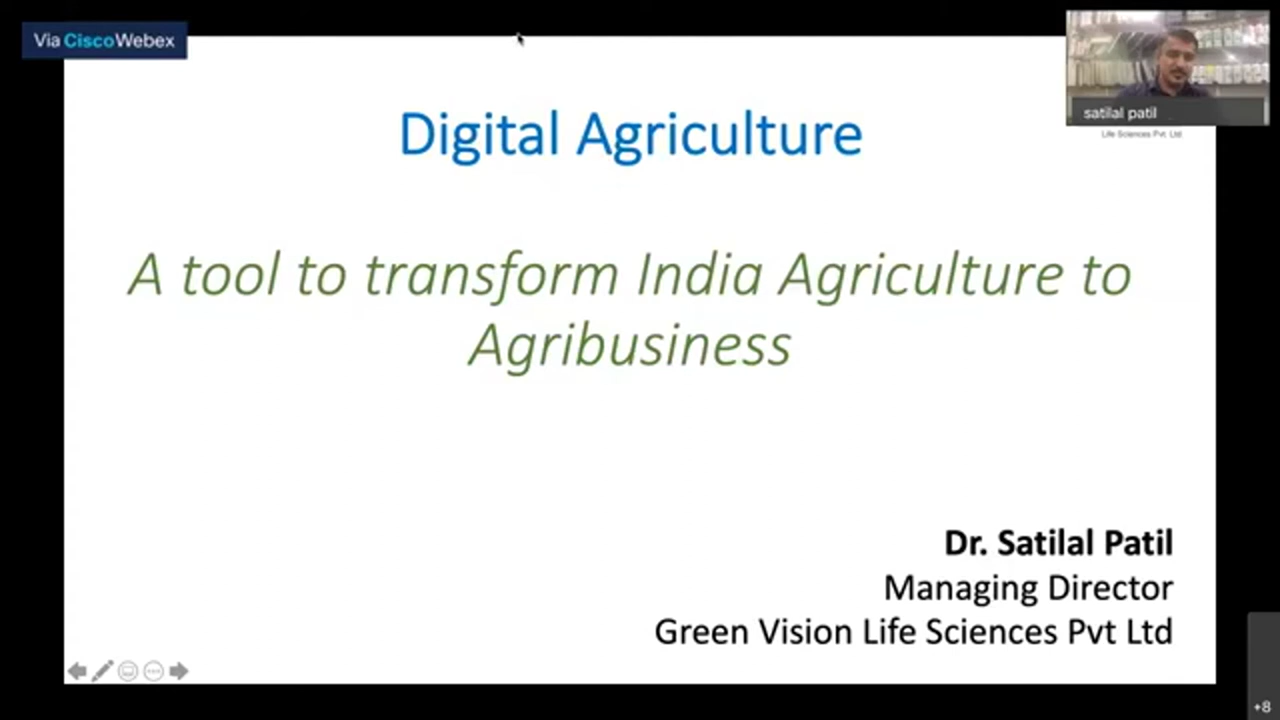 Via CiscoWebex
satilal patil
Life Sciences Pvt. Ltd
Digital Agriculture
A tool to transform India Agriculture to
Agribusiness
Dr. Satilal Patil
Managing Director
Green Vision Life Sciences Pvt Ltd
+8